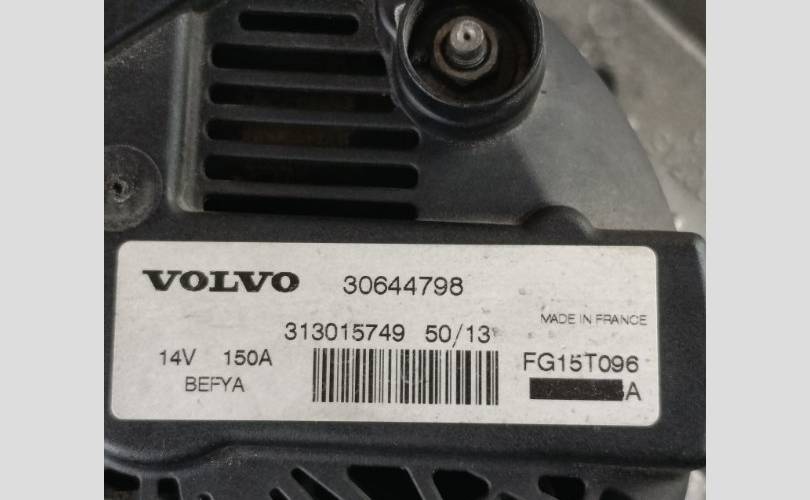 VOLVO 30644798
MADE IN FRANCE
313015749 50/13
14V 150A
FG15T096
BEFYA
A